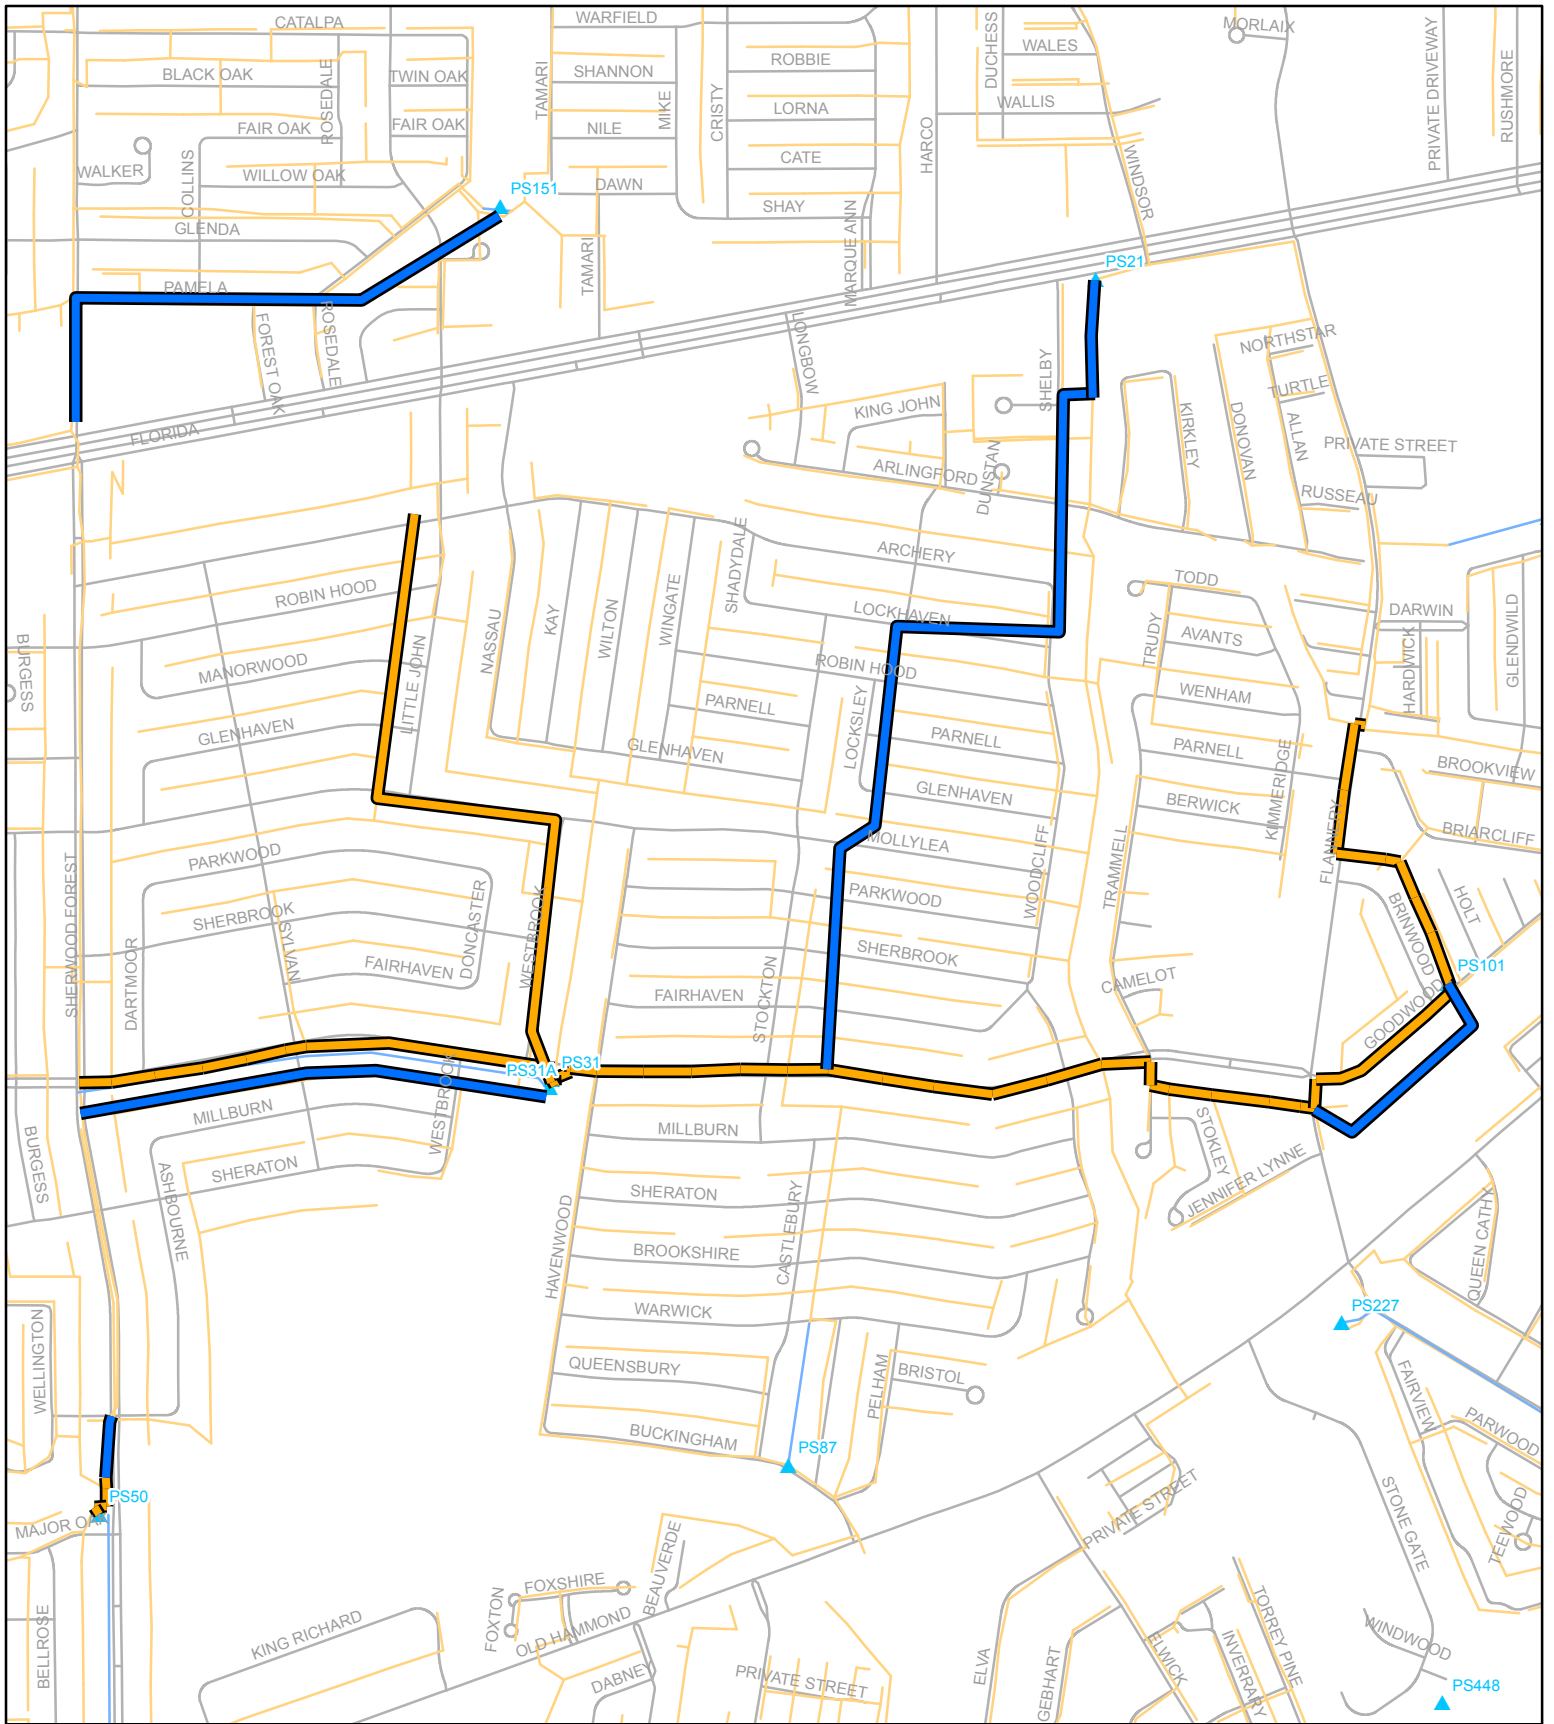 CATALPA
WARFIELD
MORLAIX
DUCHESS
WALES
PRIVATE DRIVEWAY
RUSHMORE
ROSEDALE
BLACK OAK
TWIN OAK
TAMARI
SHANNON
MIKE
CRISTY
ROBBIE
WALLIS
LORNA
HARCO
FAIR OAK
FAIR OAK
NILE
CATE
WALKER
COLLINS
WILLOW OAK
PS151
DAWN
WINDSOR
SHAY
MARQUE ANN
GLENDA
TAMARI
PS21
PAMELA
FOREST OAK
ROSEDALE
LONGBOW
SHELBY
NORTHSTAR
TURTLE
KING JOHN
KIRKLEY
DONOVAN
ALLAN
FLORIDA
PRIVATE STREET
ARLINGFORD
DUNSTAN
RUSSEAU
ARCHERY
SHADYDALE
TODD
ROBIN HOOD
NASSAU
KAY
WILTON
WINGATE
LOCKHAVEN
TRUDY
AVANTS
DARWIN
HARDWICK
GLENDWILD
BURGESS
MANORWOOD
LITTLE JOHN
ROBIN HOOD
WENHAM
PARNELL
LOCKSLEY
GLENHAVEN
GLENHAVEN
PARNELL
PARNELL
KIMMERIDGE
BROOKVIEW
GLENHAVEN
BERWICK
FLANNERY
BRIARCLIFF
MOLLYLEA
WOODCLIFF
TRAMMELL
SHERWOOD FOREST
PARKWOOD
PARKWOOD
BRINWOOD
HOLT
DARTMOOR
SHERBROOK
SYLVAN
DONCASTER
WESTBROOK
SHERBROOK
FAIRHAVEN
STOCKTON
PS101
FAIRHAVEN
CAMELOT
GOODWOOD
PS31
PS31A
WESTBROOK
MILLBURN
MILLBURN
STOKLEY
BURGESS
ASHBOURNE
SHERATON
SHERATON
JENNIFER LYNNE
HAVENWOOD
CASTLEBURY
QUEEN CATHY
BROOKSHIRE
WARWICK
PS227
WELLINGTON
QUEENSBURY
PELHAM
BRISTOL
FAIRVIEW
PARWOOD
BUCKINGHAM
PS87
PS50
MAJOR OAK
PRIVATE STREET
STONE GATE
TEEWOOD
BEAUVERDE
FOXSHIRE
FOXTON
BELLROSE
KING RICHARD
OLD HAMMOND
TORREY PINE
WINDWOOD
ELVA
GEBHART
ELWICK
INVERRARY
DABNEY
PRIVATE STREET
PS448